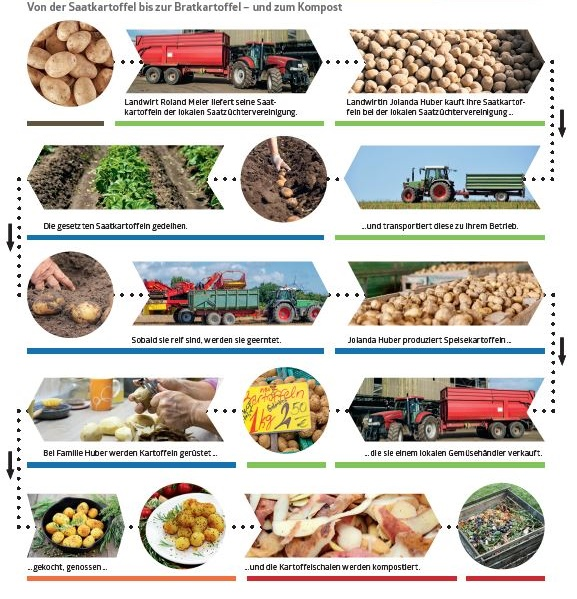 Von der Saatkartoffel bis zur Bratkartoffel – und zum Kompost
Landwirt Roland Meier liefert seine Saat-
kartoffeln der lokalen Saatzüchtervereinigung.
Landwirtin Jolanda Huber kauft ihre Saatkartof-
feln bei der lokalen Saatzüchtervereinigung ...
...und transportiert diese zu ihrem Betrieb.
Die gesetzten Saatkartoffeln gedeihen.
Sobald sie reif sind, werden sie geerntet.
Jolanda Huber produziert Speisekartoffeln ...
... die sie einem lokalen Gemüsehändler verkauft.
Kartoffeln
1kg 2,50
€
Bei Familie Huber werden Kartoffeln gerüstet ...
...gekocht, genossen ...
...und die Kartoffelschalen werden kompostiert.